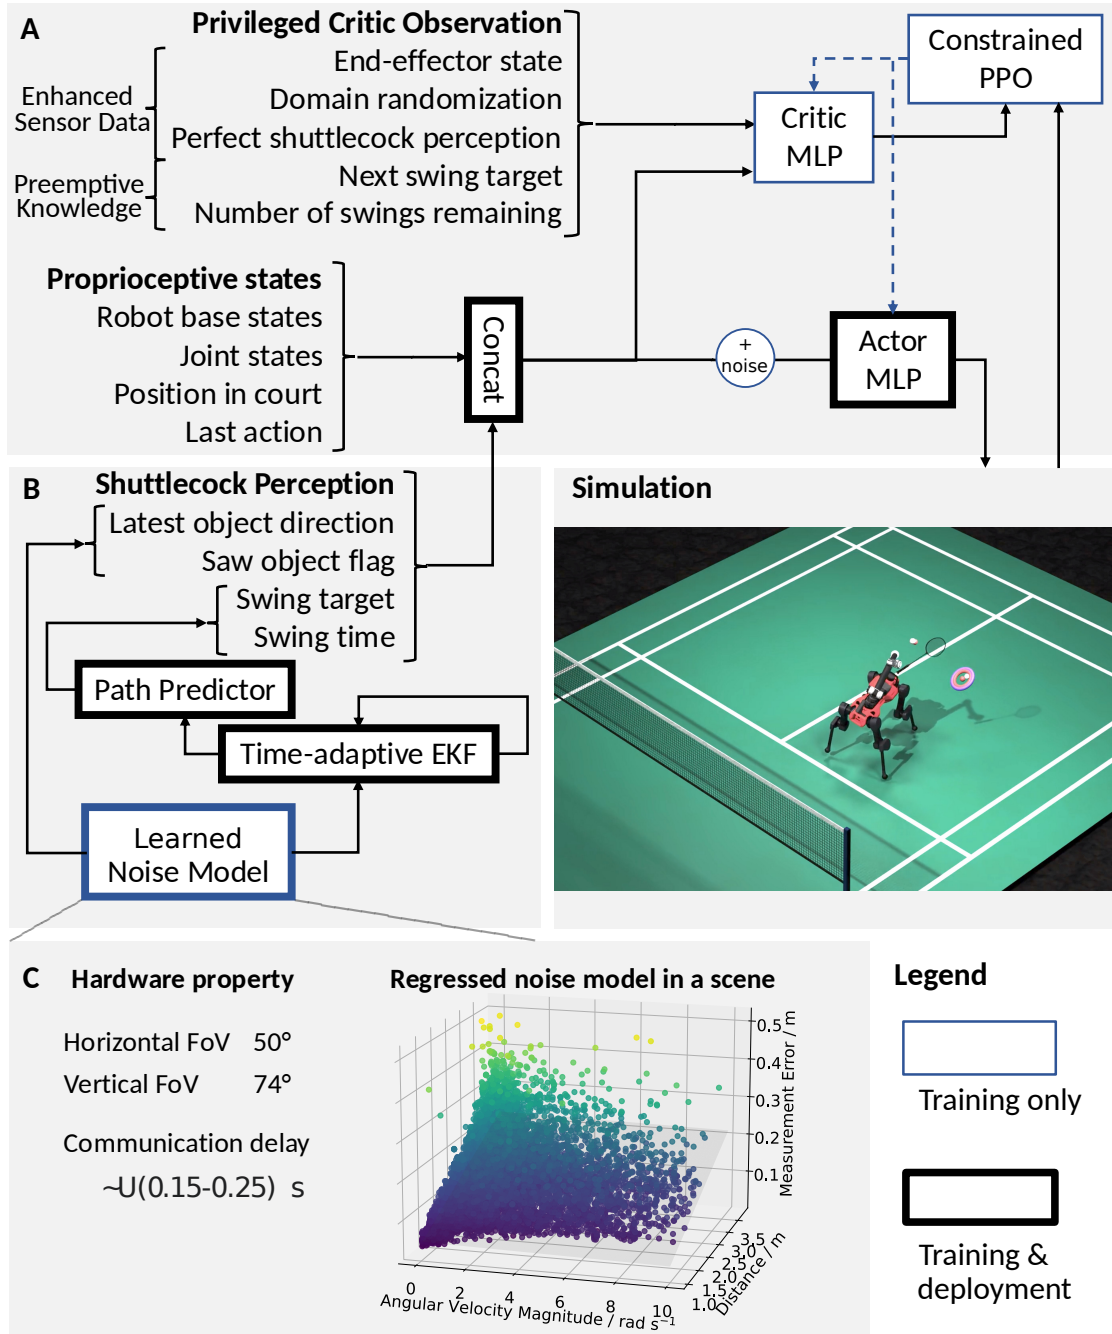 A
Privileged Critic Observation
End-effector state
Domain randomization
Perfect shuttlecock perception
Next swing target
Number of swings remaining
Enhanced
Sensor Data
Preemptive
Knowledge
Constrained
PPO
Critic
MLP
Proprioceptive states
Robot base states
Joint states
Position in court
Last action
Concat
+
noise
Actor
MLP
B
Shuttlecock Perception
Latest object direction
Saw object flag
Swing target
Swing time
Path Predictor
Time-adaptive EKF
Learned
Noise Model
Simulation
C
Hardware property
Horizontal FoV 50°
Vertical FoV 74°
Communication delay
~U(0.15-0.25) s
Regressed noise model in a scene
0.5
0.4
0.3
0.2
0.1
Measurement Error / m
3.5
3.0
2.5
2.0
1.5
1.0
Distance / m
0
2
4
6
8
10
Angular Velocity Magnitude / rad s⁻¹
Legend
Training only
Training &
deployment